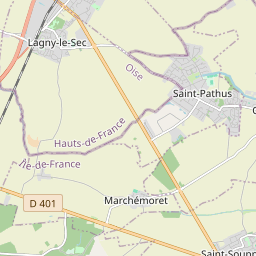 Lagny-le-Sec
Oise
Saint-Pathus
Hauts-de-France
Île-de-France
D 401
Marchémoret